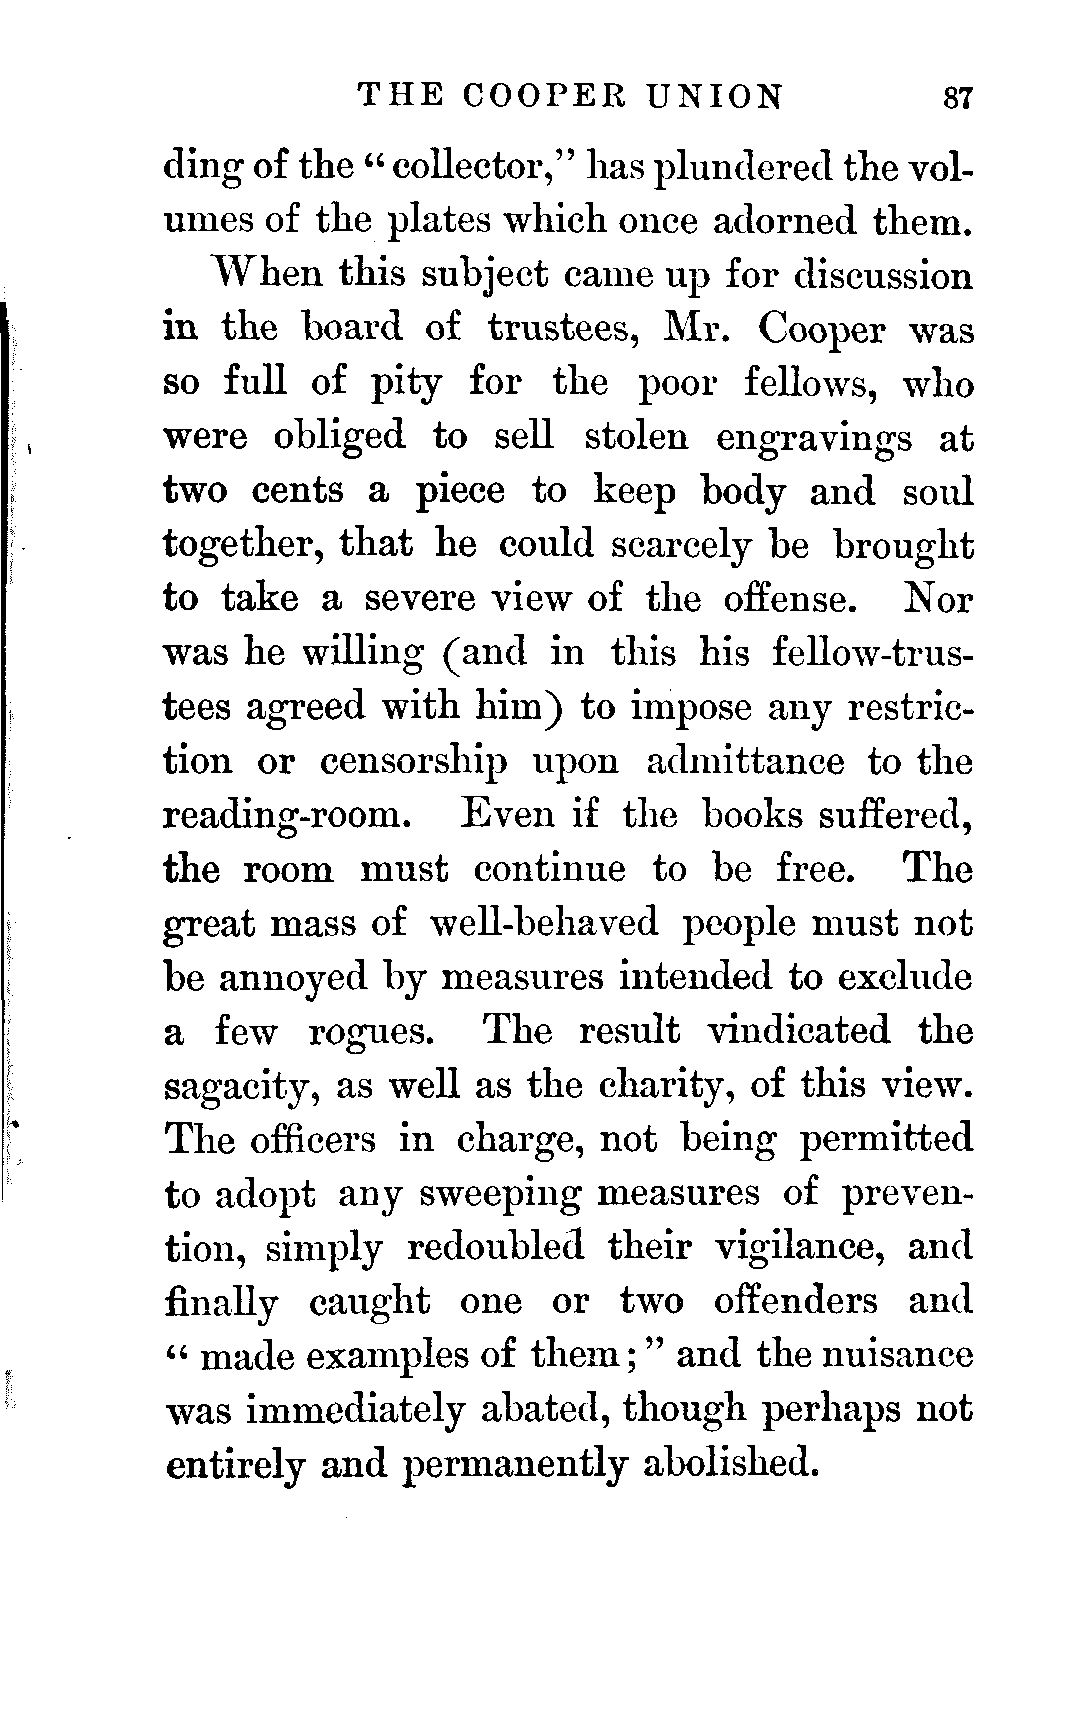 THE COOPER UNION 87
ding of the “ collector,” has plundered the vol-
umes of the plates which once adorned them.
When this subject came up for discussion
in the board of trustees, Mr. Cooper was
so full of pity for the poor fellows, who
were obliged to sell stolen engravings at
two cents a piece to keep body and soul
together, that he could scarcely be brought
to take a severe view of the offense. Nor
was he willing (and in this his fellow-trus-
tees agreed with him) to impose any restric-
tion or censorship upon admittance to the
reading-room. Even if the books suffered,
the room must continue to be free. The
great mass of well-behaved people must not
be annoyed by measures intended to exclude
a few rogues. The result vindicated the
sagacity, as well as the charity, of this view.
The officers in charge, not being permitted
to adopt any sweeping measures of preven-
tion, simply redoubled their vigilance, and
finally caught one or two offenders and
“ made examples of them ; ” and the nuisance
was immediately abated, though perhaps not
entirely and permanently abolished.